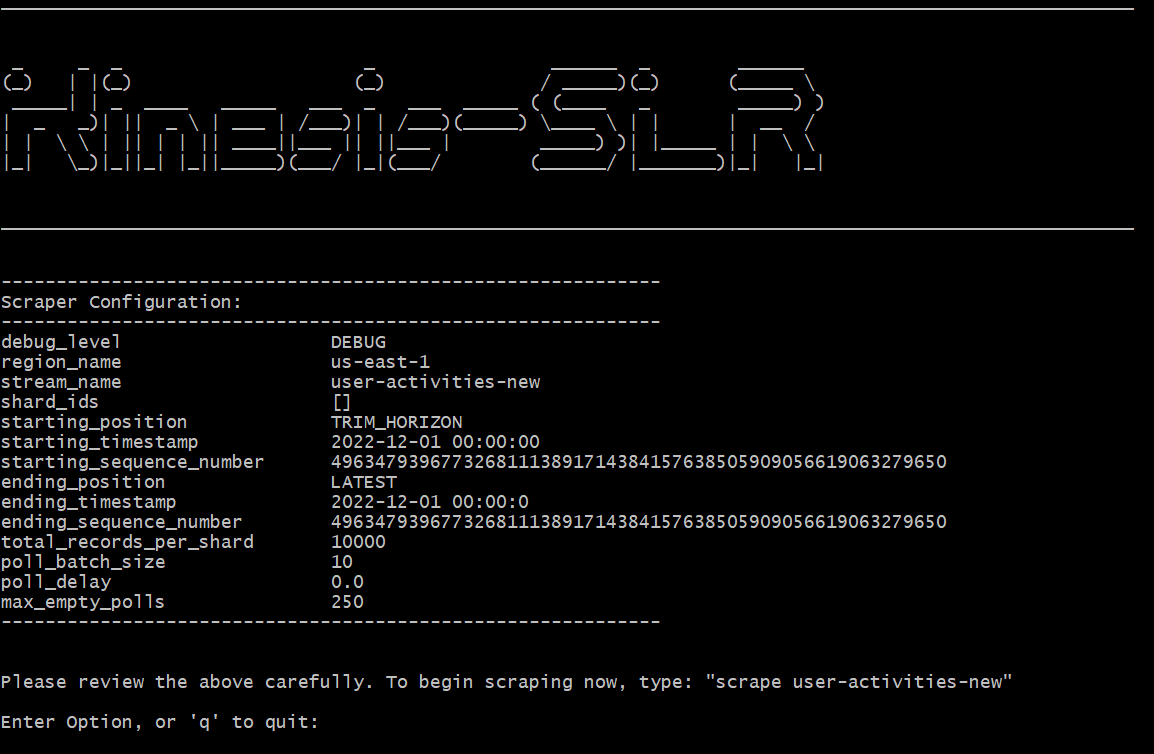 Kinesis-SLR
------------------------------------------------------------
Scraper Configuration:
------------------------------------------------------------
debug_level DEBUG
region_name us-east-1
stream_name user-activities-new
shard_ids []
starting_position TRIM_HORIZON
starting_timestamp 2022-12-01 00:00:00
starting_sequence_number 49634793967732681113891714384157638505909056619063279650
ending_position LATEST
ending_timestamp 2022-12-01 00:00:0
ending_sequence_number 49634793967732681113891714384157638505909056619063279650
total_records_per_shard 10000
poll_batch_size 10
poll_delay 0.0
max_empty_polls 250
------------------------------------------------------------
Please review the above carefully. To begin scraping now, type: "scrape user-activities-new"
Enter Option, or 'q' to quit: